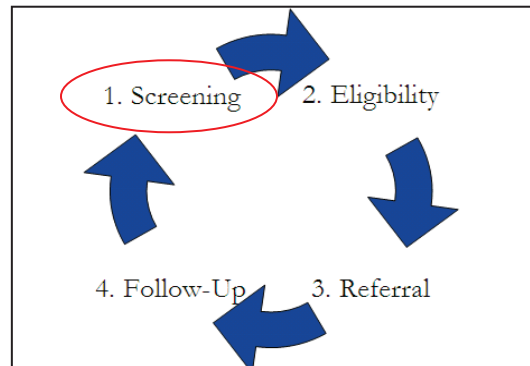 1. Screening
2. Eligibility
3. Referral
4. Follow-Up